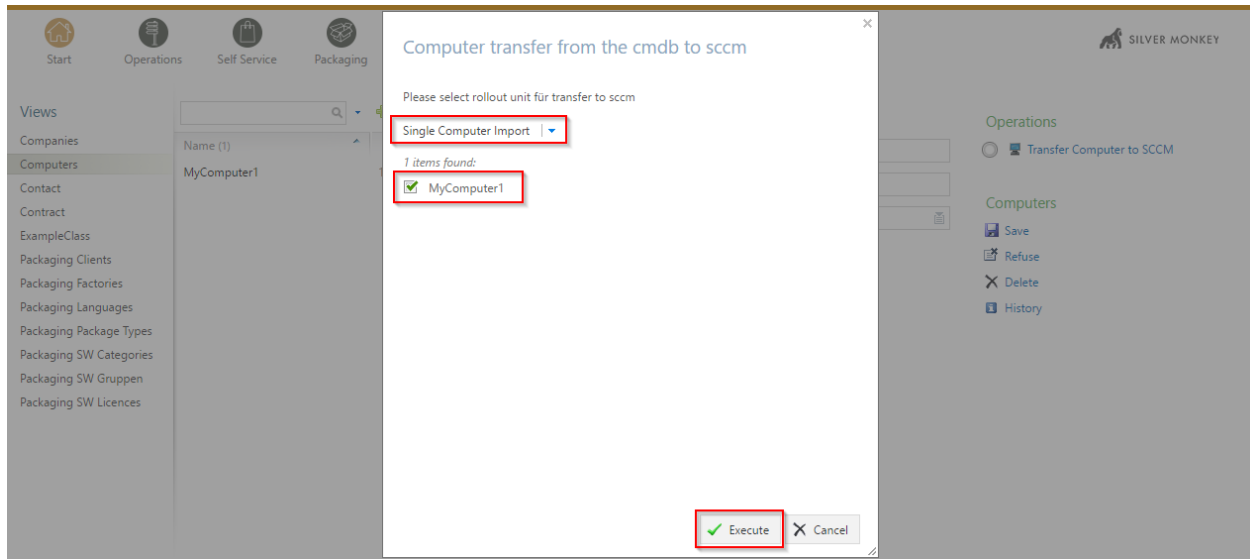 Start
Operations
Self Service
Packaging
SILVER MONKEY
Views
Companies
Computers
Contact
Contract
ExampleClass
Packaging Clients
Packaging Factories
Packaging Languages
Packaging Package Types
Packaging SW Categories
Packaging SW Gruppen
Packaging SW Licences
Name (1)
MyComputer1
Computer transfer from the cmdb to sccm
Please select rollout unit für transfer to sccm
Single Computer Import
1 items found:
MyComputer1
Execute
Cancel
Operations
Transfer Computer to SCCM
Computers
Save
Refuse
Delete
History